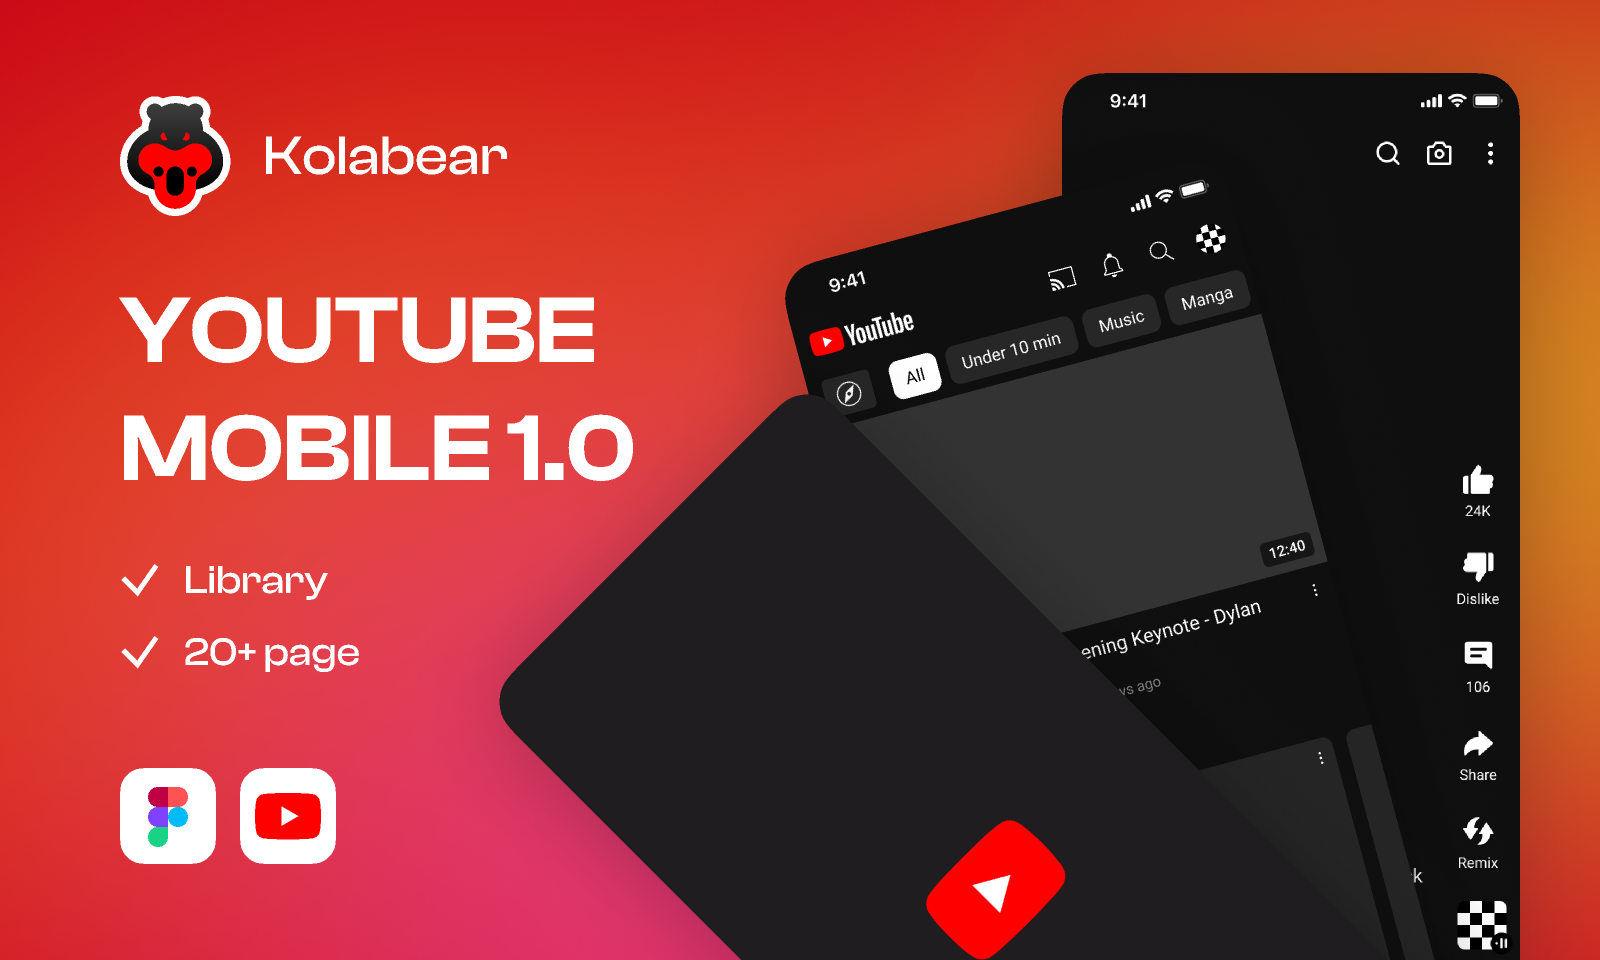 Kolabear
YOUTUBE
MOBILE 1.0
Library
20+ page
9:41
YouTube
All
Under 10 min
Music
Manga
12:40
ening Keynote - Dylan
ago
9:41
24K
Dislike
106
Share
Remix
k